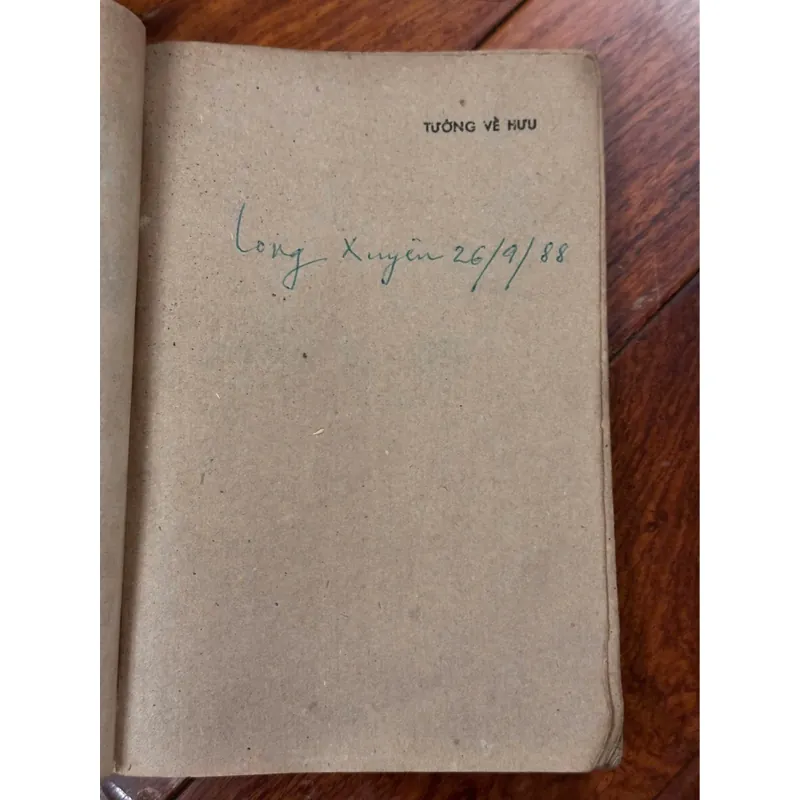 TƯỚNG VỀ HƯU
Long Xuyên 26/9/88